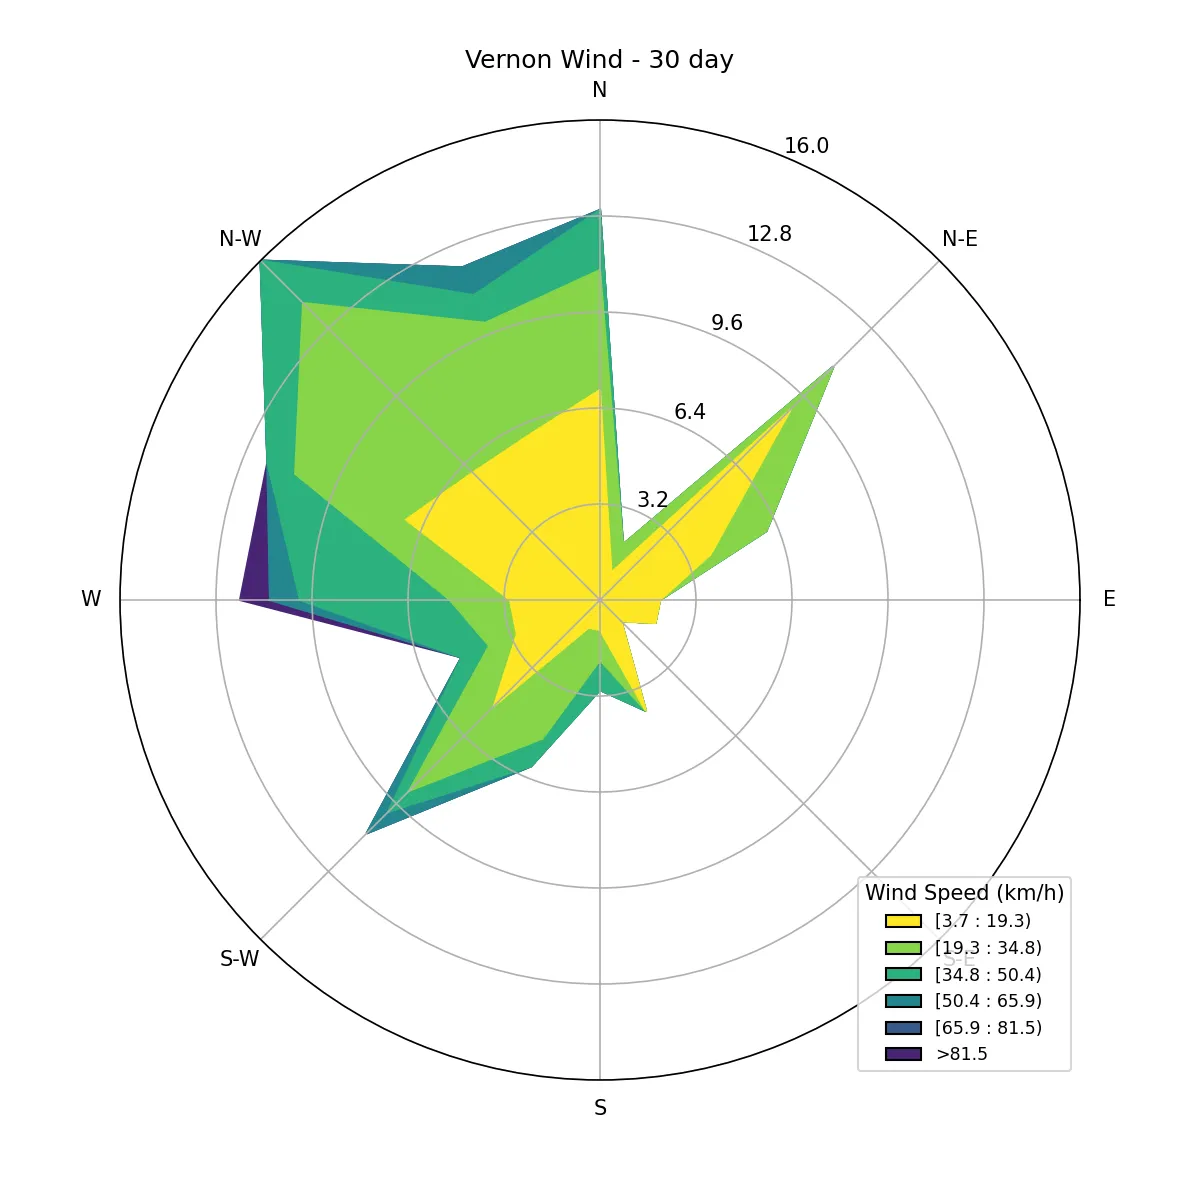 Vernon Wind - 30 day
N
16.0
12.8
N-W
N-E
9.6
6.4
3.2
W
E
Wind Speed (km/h)
[3.7 : 19.3)
[19.3 : 34.8)
S-W
S-E
[34.8 : 50.4)
[50.4 : 65.9)
[65.9 : 81.5)
>81.5
S